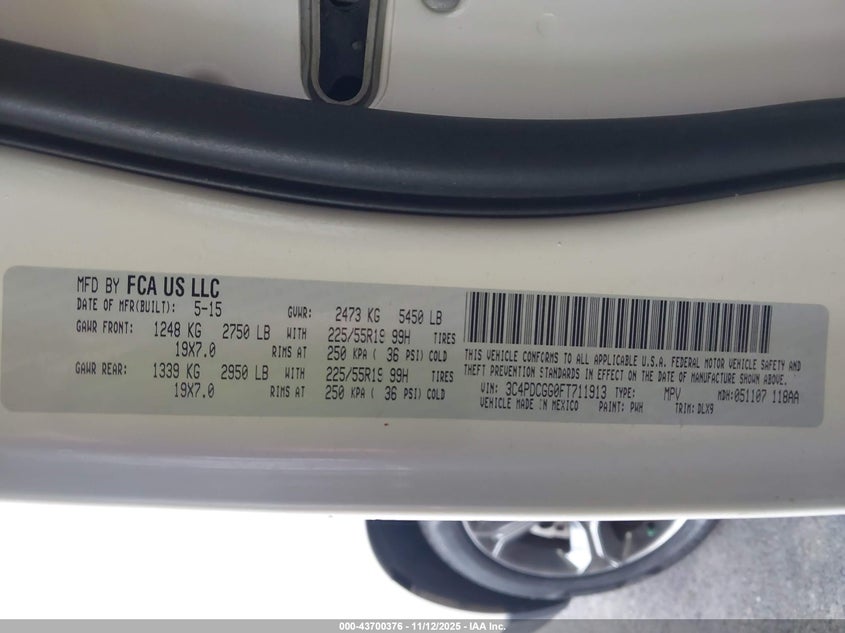 MFD BY FCA US LLC
DATE OF MFR(BUILT): 5-15 GVWR: 2473 KG 5450 LB
GAWR FRONT: 1248 KG 2750 LB WITH 225/55R19 99H TIRES
19X7.0 RIMS AT 250 KPA ( 36 PSI) COLD
GAWR REAR: 1339 KG 2950 LB WITH 225/55R19 99H TIRES
19X7.0 RIMS AT 250 KPA ( 36 PSI) COLD
THIS VEHICLE CONFORMS TO ALL APPLICABLE U.S.A. FEDERAL MOTOR VEHICLE SAFETY AND
THEFT PREVENTION STANDARDS IN EFFECT ON THE DATE OF MANUFACTURE SHOWN ABOVE.
VIN: 3C4PDCGG0FT711913 TYPE: MPV MDH:051107 118AA
VEHICLE MADE IN MEXICO PAINT: PWH TRIM: DLX9
000-43700376 - 11/12/2025 - IAA Inc.